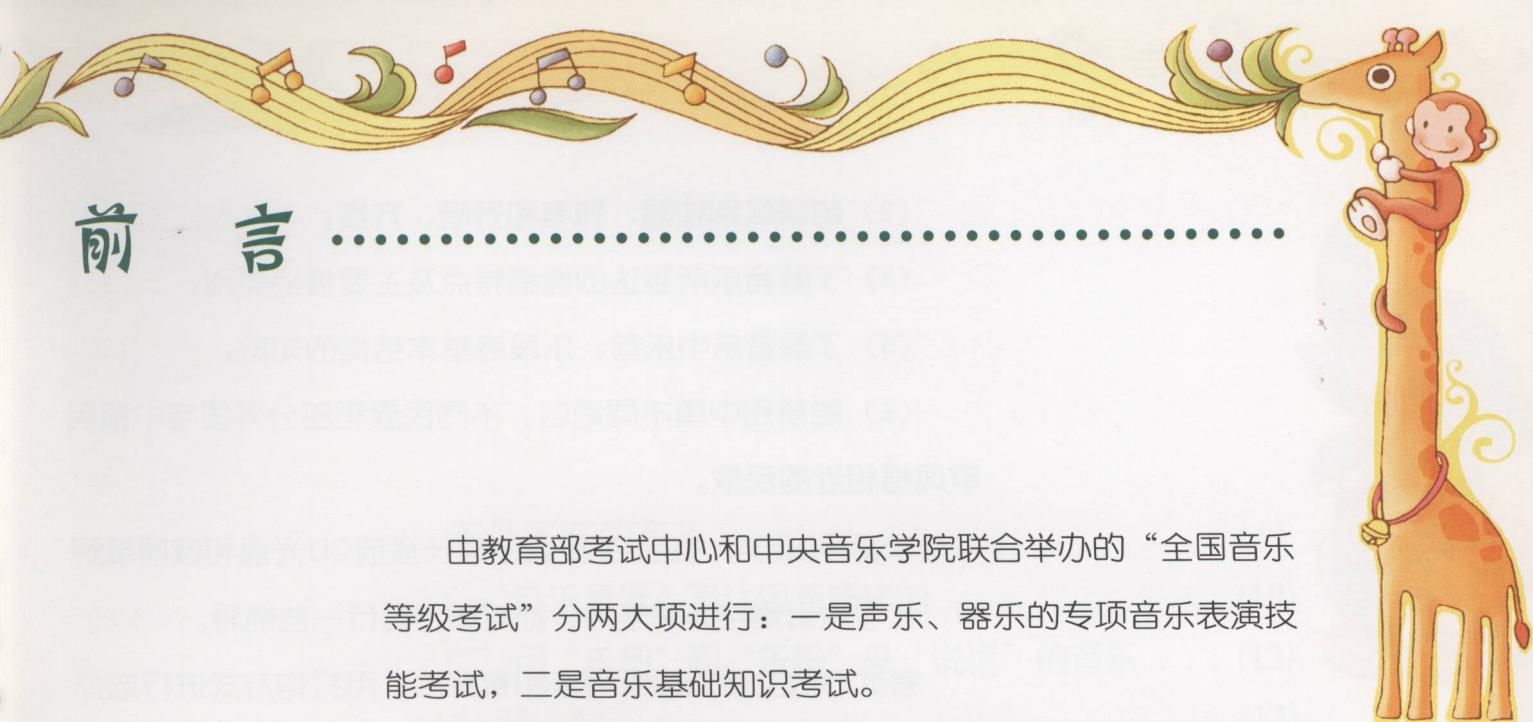 前 言
由教育部考试中心和中央音乐学院联合举办的“全国音乐
等级考试”分两大项进行：一是声乐、器乐的专项音乐表演技
能考试，二是音乐基础知识考试。